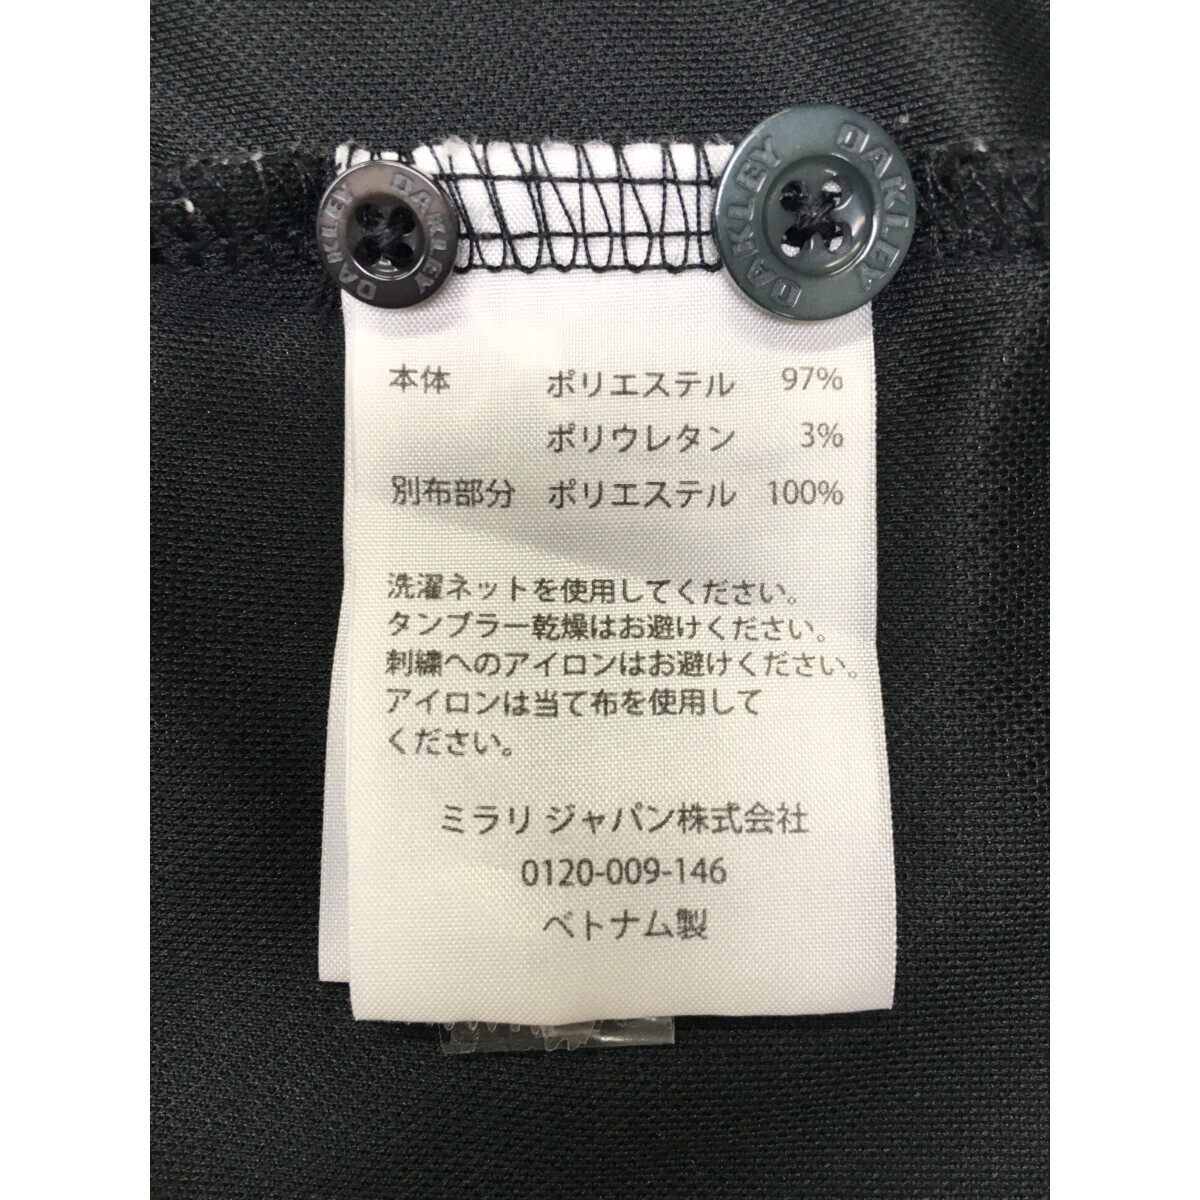 OAKLEY OAKLEY
OAKLEY OAKLEY
本体 ポリエステル 97%
ポリウレタン 3%
別布部分 ポリエステル 100%
洗濯ネットを使用してください。
タンブラー乾燥はお避けください。
刺繍へのアイロンはお避けください。
アイロンは当て布を使用して
ください。
ミラリ ジャパン株式会社
0120-009-146
ベトナム製